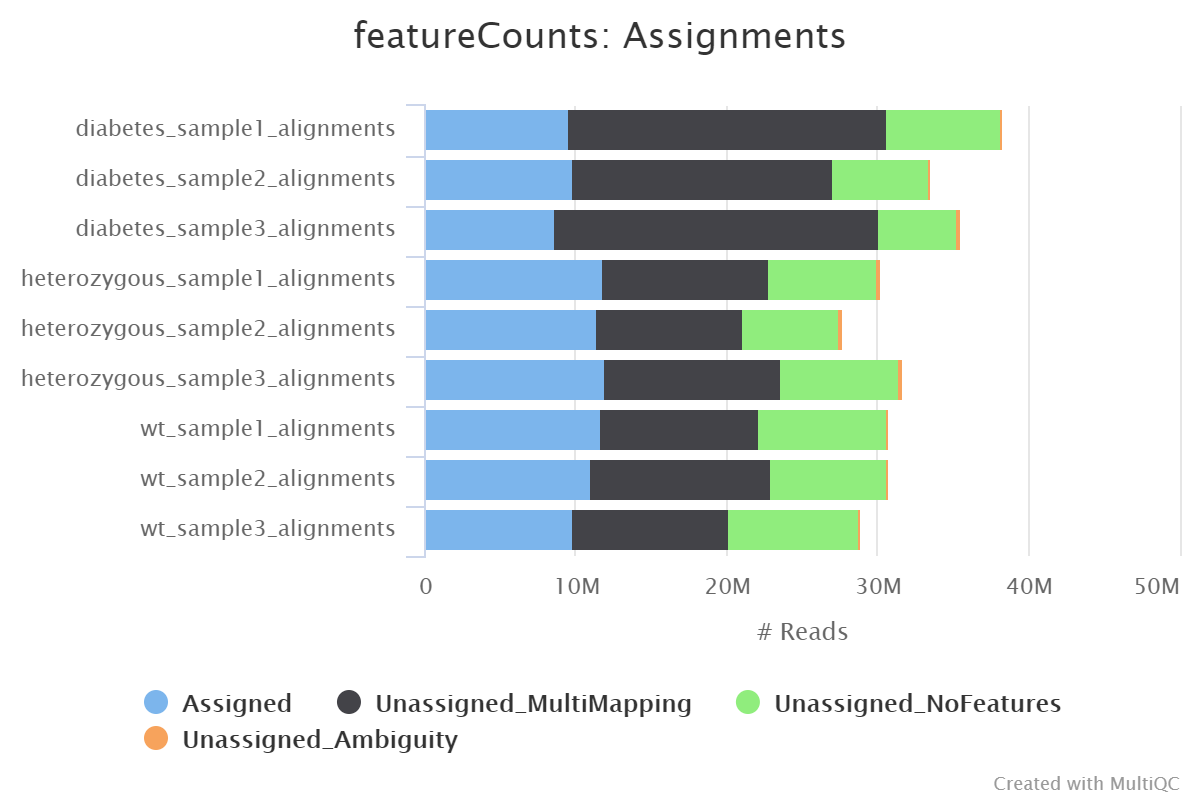 featureCounts: Assignments
diabetes_sample1_alignments
diabetes_sample2_alignments
diabetes_sample3_alignments
heterozygous_sample1_alignments
heterozygous_sample2_alignments
heterozygous_sample3_alignments
wt_sample1_alignments
wt_sample2_alignments
wt_sample3_alignments
0 10M 20M 30M 40M 50M
# Reads
Assigned Unassigned_MultiMapping Unassigned_NoFeatures
Unassigned_Ambiguity
Created with MultiQC